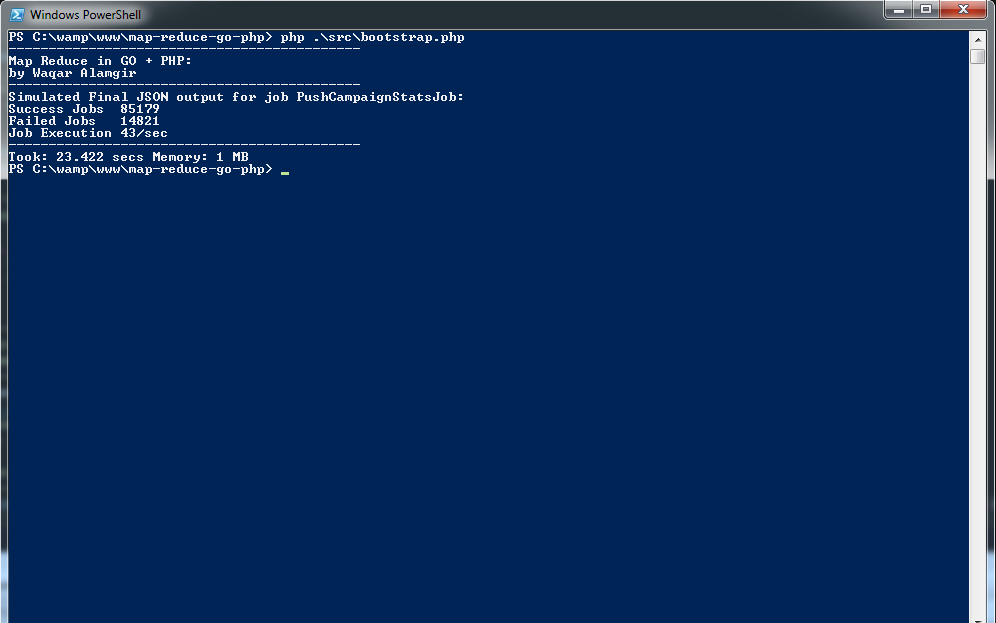 Windows PowerShell
PS C:\wamp\www\map-reduce-go-php> php .\src\bootstrap.php
--------------------------------------------
Map Reduce in GO + PHP:
by Waqar Alamgir
--------------------------------------------
Simulated Final JSON output for job PushCampaignStatsJob:
Success Jobs  85179
Failed Jobs   14821
Job Execution 43/sec
--------------------------------------------
Took: 23.422 secs Memory: 1 MB
PS C:\wamp\www\map-reduce-go-php> _